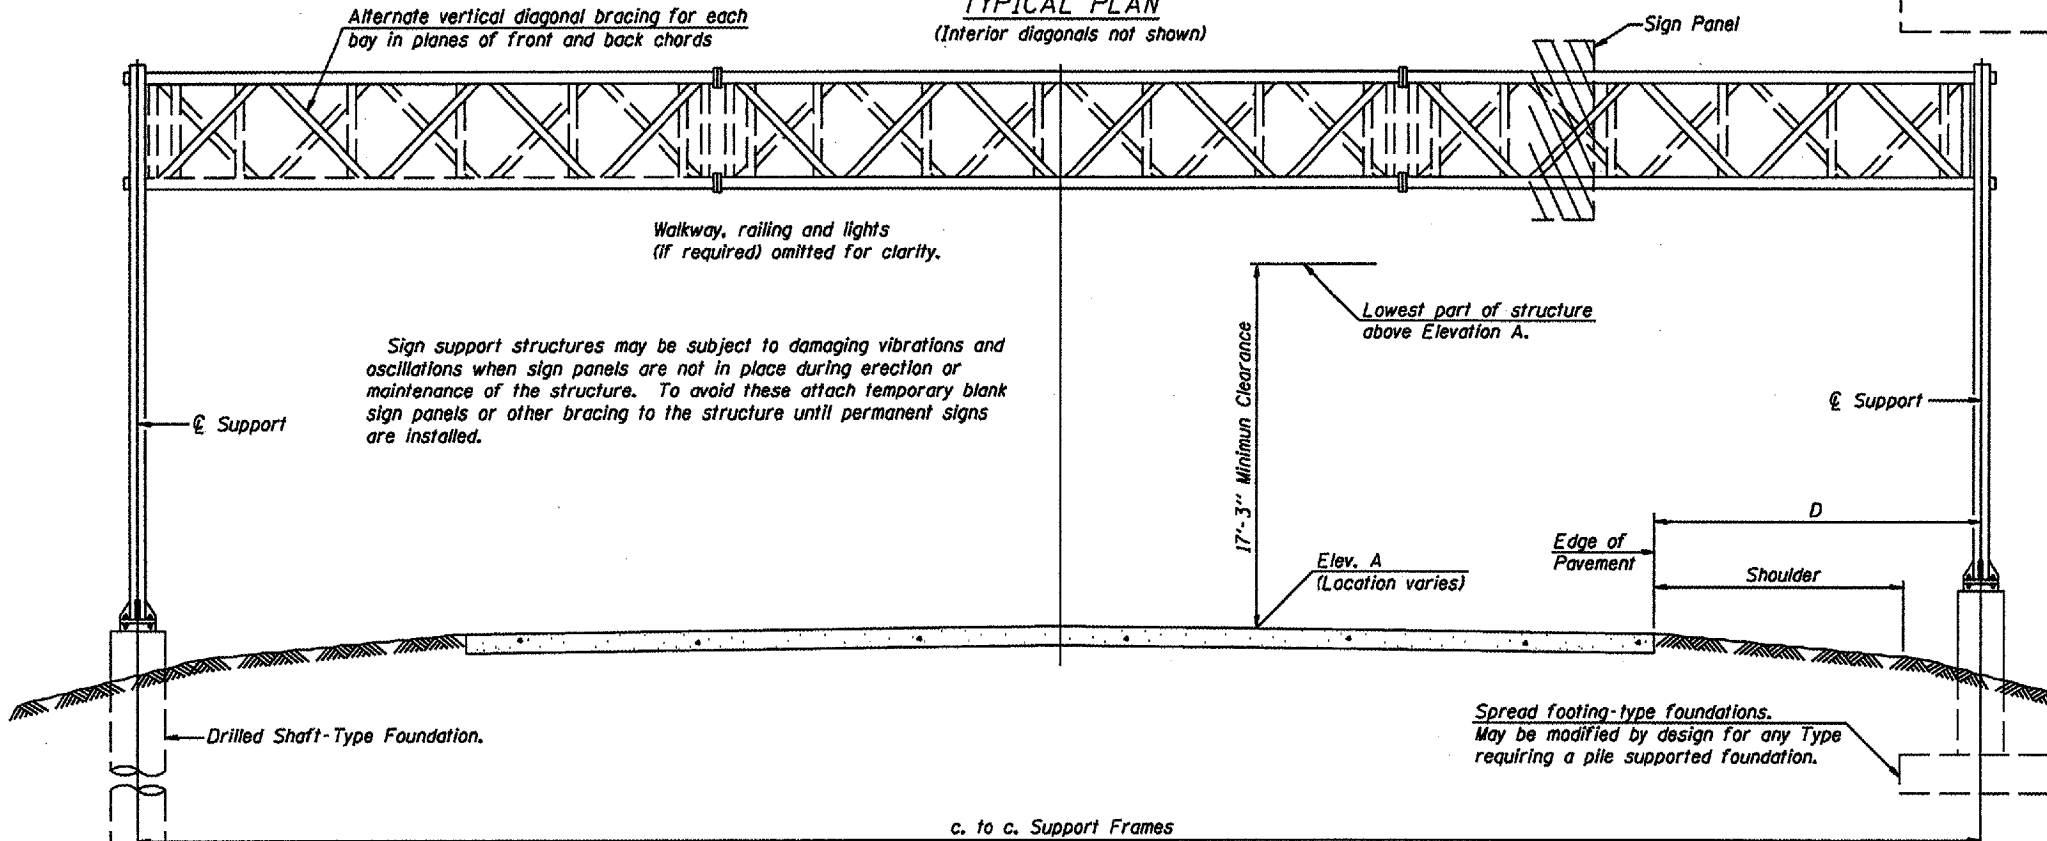 TYPICAL PLAN
(Interior diagonals not shown)
Alternate vertical diagonal bracing for each
bay in planes of front and back chords
Sign Panel
Walkway, railing and lights
(if required) omitted for clarity.
Lowest part of structure
above Elevation A.
Sign support structures may be subject to damaging vibrations and
oscillations when sign panels are not in place during erection or
maintenance of the structure. To avoid these attach temporary blank
sign panels or other bracing to the structure until permanent signs
are installed.
℄ Support
℄ Support
17'-3" Minimun Clearance
D
Edge of
Pavement
Shoulder
Elev. A
(Location varies)
Drilled Shaft-Type Foundation.
Spread footing-type foundations.
May be modified by design for any Type
requiring a pile supported foundation.
c. to c. Support Frames